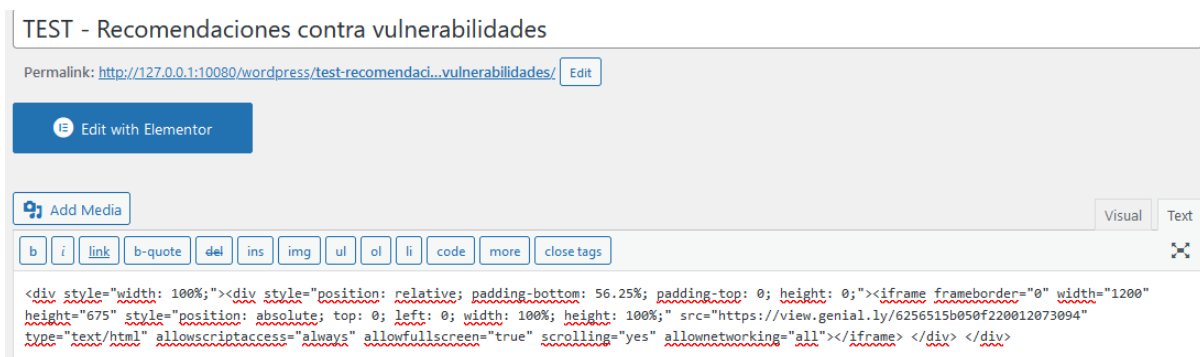 TEST - Recomendaciones contra vulnerabilidades
Permalink: http://127.0.0.1:10080/wordpress/test-recomendaci...vulnerabilidades/ Edit
Edit with Elementor
Add Media
Visual Text
b i link b-quote del ins img ul ol li code more close tags
<div style="width: 100%;"><div style="position: relative; padding-bottom: 56.25%; padding-top: 0; height: 0;"><iframe frameborder="0" width="1200"
height="675" style="position: absolute; top: 0; left: 0; width: 100%; height: 100%;" src="https://view.genial.ly/6256515b050f220012073094"
type="text/html" allowscriptaccess="always" allowfullscreen="true" scrolling="yes" allownetworking="all"></iframe> </div> </div>